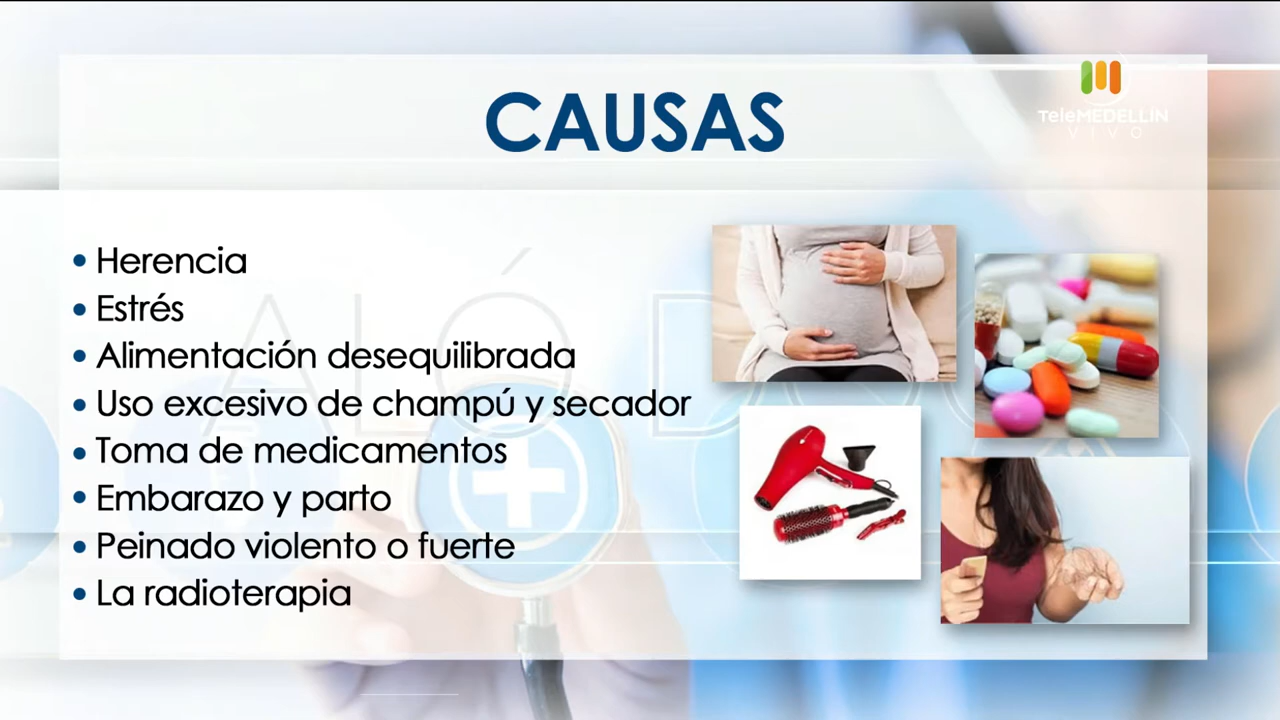 CAUSAS
TeleMEDELLÍN
VIVO
• Herencia
• Estrés
• Alimentación desequilibrada
• Uso excesivo de champú y secador
• Toma de medicamentos
• Embarazo y parto
• Peinado violento o fuerte
• La radioterapia